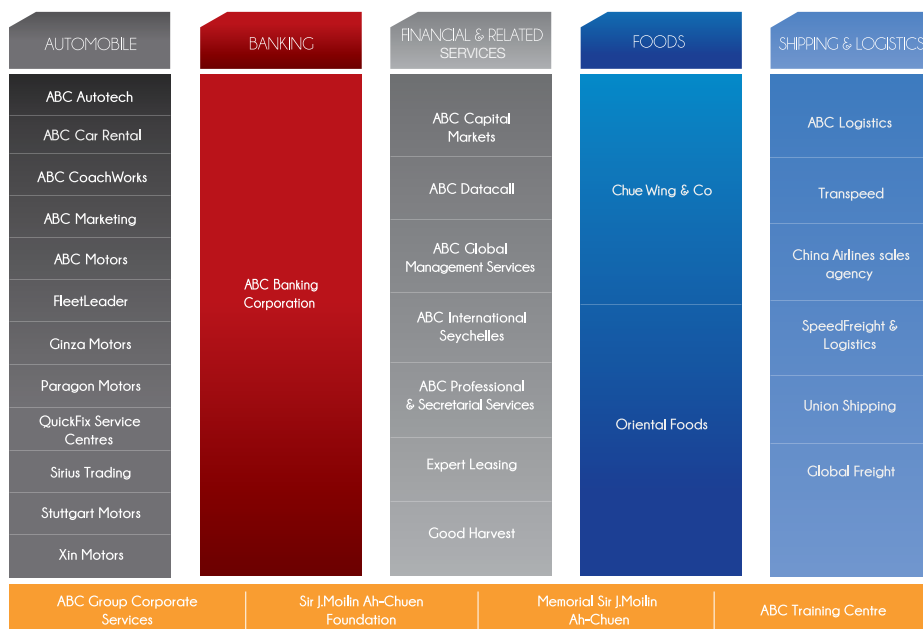 AUTOMOBILE
ABC Autotech
ABC Car Rental
ABC CoachWorks
ABC Marketing
ABC Motors
FleetLeader
Ginza Motors
Paragon Motors
QuickFix Service
Centres
Sirius Trading
Stuttgart Motors
Xin Motors
BANKING
ABC Banking
Corporation
FINANCIAL & RELATED
SERVICES
ABC Capital
Markets
ABC Datacall
ABC Global
Management Services
ABC International
Seychelles
ABC Professional
& Secretarial Services
Expert Leasing
Good Harvest
FOODS
Chue Wing & Co
Oriental Foods
SHIPPING & LOGISTICS
ABC Logistics
Transpeed
China Airlines sales
agency
SpeedFreight &
Logistics
Union Shipping
Global Freight
ABC Group Corporate
Services
Sir J.Moilin Ah-Chuen
Foundation
Memorial Sir J.Moilin
Ah-Chuen
ABC Training Centre